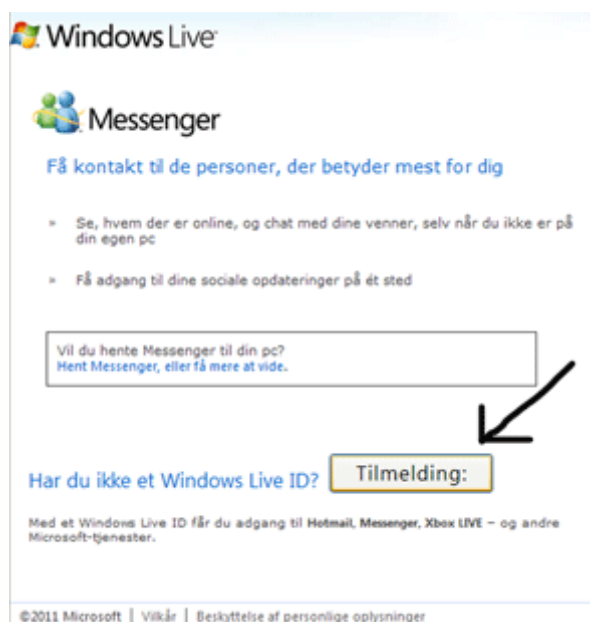 Windows Live
Messenger
Få kontakt til de personer, der betyder mest for dig
» Se, hvem der er online, og chat med dine venner, selv når du ikke er på
din egen pc
» Få adgang til dine sociale opdateringer på ét sted
Vil du hente Messenger til din pc?
Hent Messenger, eller få mere at vide.
Har du ikke et Windows Live ID? Tilmelding:
Med et Windows Live ID får du adgang til Hotmail, Messenger, Xbox LIVE – og andre
Microsoft-tjenester.
©2011 Microsoft | Vilkår | Beskyttelse af personlige oplysninger